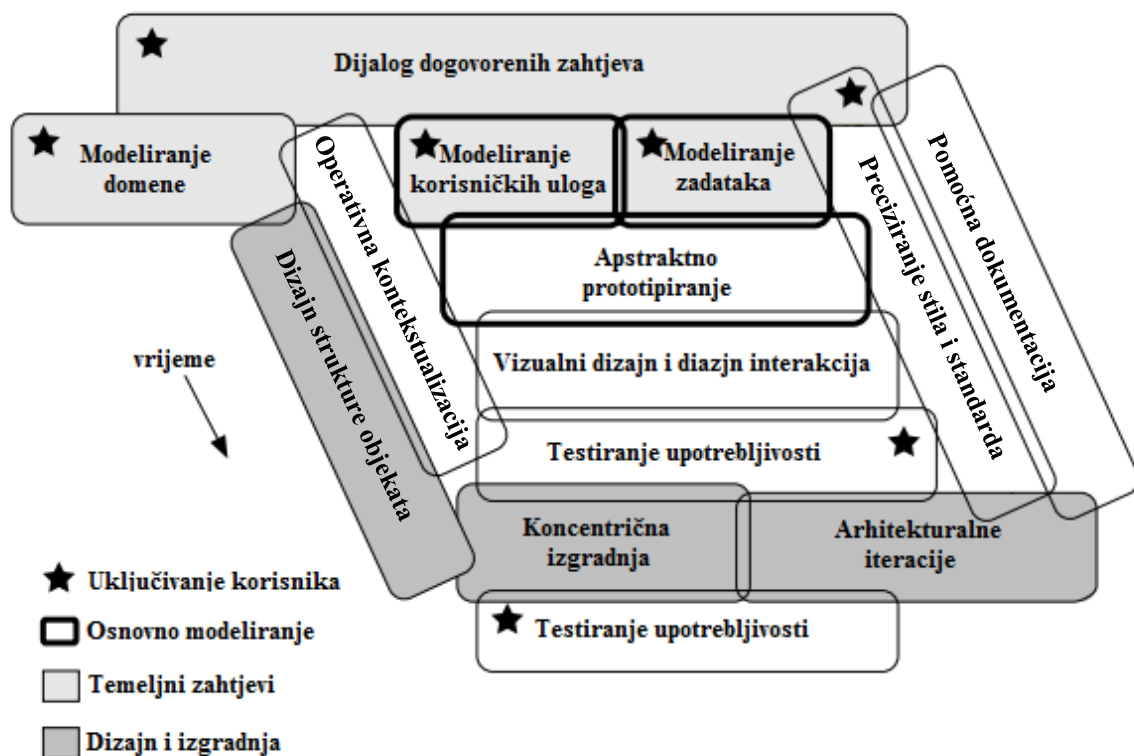 Dijalog dogovorenih zahtjeva
Modeliranje
domene
Operativna kontekstualizacija
Modeliranje
korisničkih uloga
Modeliranje
zadataka
Preciziranje stila i standarda
Pomoćna dokumentacija
Dizajn strukture objekata
Apstraktno
prototipiranje
vrijeme
Vizualni dizajn i diazjn interakcija
Testiranje upotrebljivosti
Koncentrična
izgradnja
Arhitekturalne
iteracije
Testiranje upotrebljivosti
Uključivanje korisnika
Osnovno modeliranje
Temeljni zahtjevi
Dizajn i izgradnja